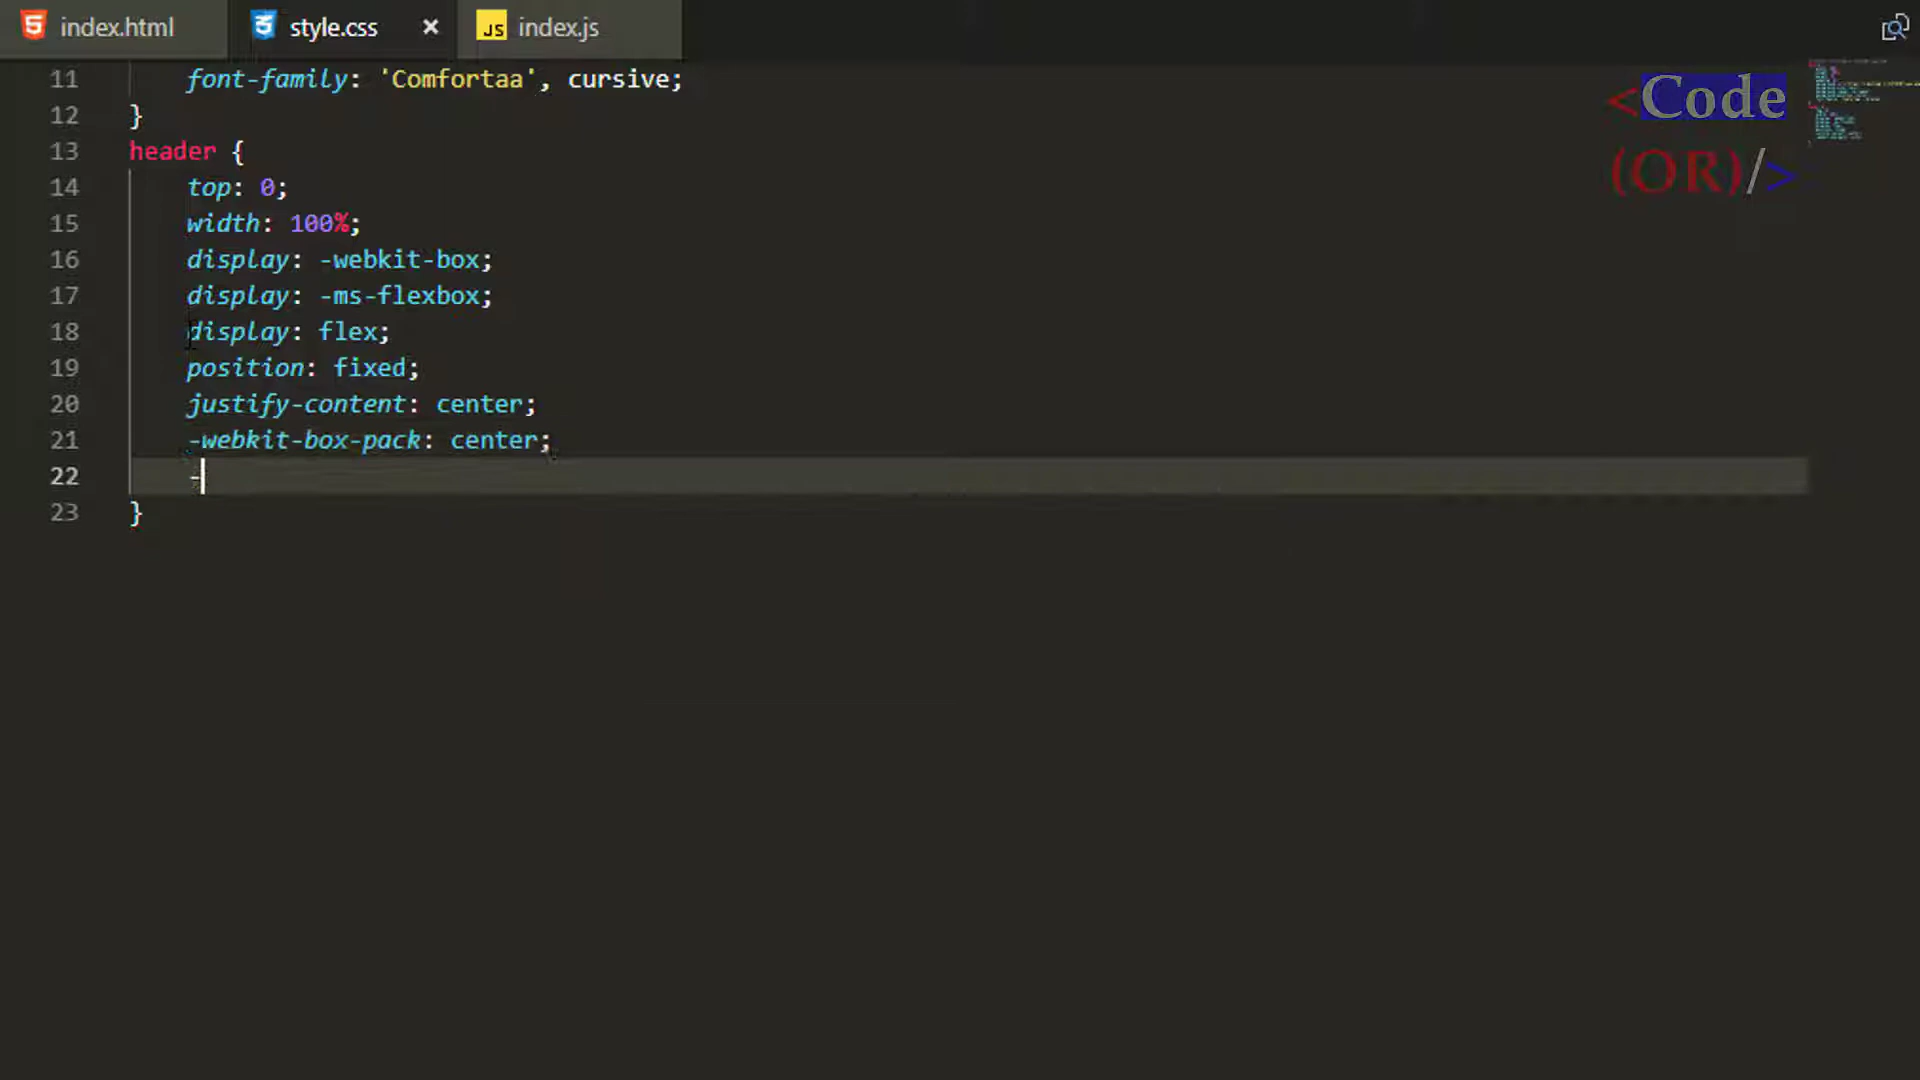 index.html style.css × JS index.js
<Code
(OR)/>
11 font-family: 'Comfortaa', cursive;
12 }
13 header {
14 top: 0;
15 width: 100%;
16 display: -webkit-box;
17 display: -ms-flexbox;
18 display: flex;
19 position: fixed;
20 justify-content: center;
21 -webkit-box-pack: center;
22 -
23 }